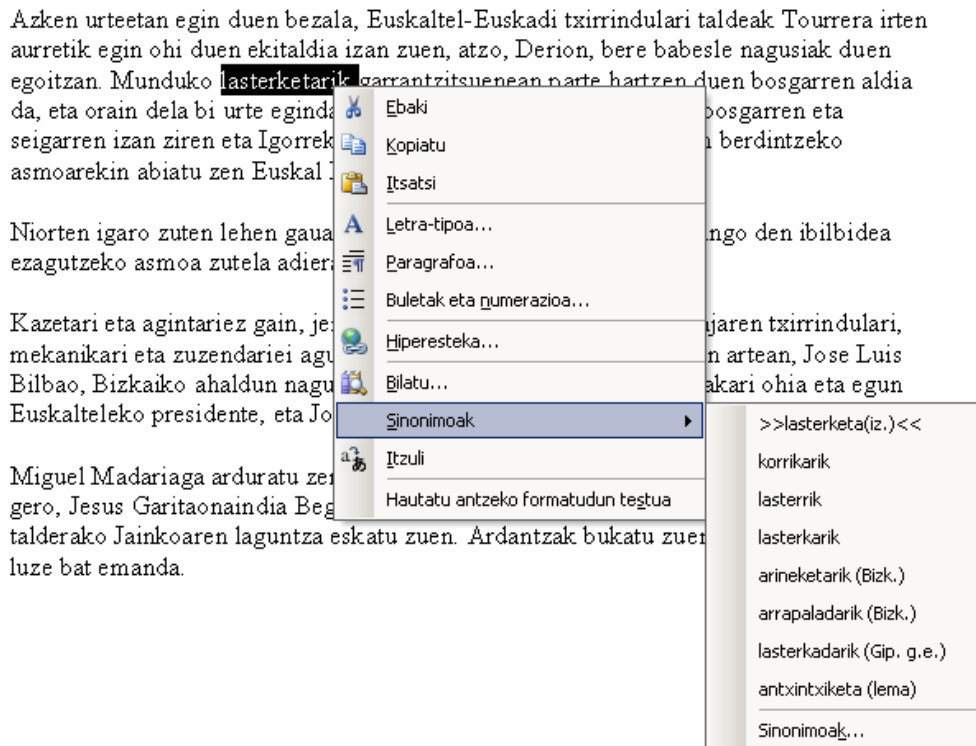 Azken urteetan egin duen bezala, Euskaltel-Euskadi txirrindulari taldeak Tourrera irten
aurretik egin ohi duen ekitaldia izan zuen, atzo, Derion, bere babesle nagusiak duen
egoitzan. Munduko lasterketarik garrantzitsuenean parte hartzen duen bosgarren aldia
da, eta orain dela bi urte eginda bosgarren eta
seigarren izan ziren eta Igorrek berdintzeko
asmoarekin abiatu zen Euskal
Niorten igaro zuten lehen gaua ngo den ibilbidea
ezagutzeko asmoa zutela adiera
Kazetari eta agintariez gain, je jaren txirrindulari,
mekanikari eta zuzendariei agu n artean, Jose Luis
Bilbao, Bizkaiko ahaldun nagu akari ohia eta egun
Euskalteleko presidente, eta Jo
Miguel Madariaga arduratu zen
gero, Jesus Garitaonaindia Beg
talderako Jainkoaren laguntza eskatu zuen. Ardantzak bukatu zuen
luze bat emanda.
Ebaki
Kopiatu
Itsatsi
Letra-tipoa...
Paragrafoa...
Buletak eta numerazioa...
Hiperesteka...
Bilatu...
Sinonimoak
Itzuli
Hautatu antzeko formatudun testua
>>lasterketa(iz.)<<
korrikarik
lasterrik
lasterkarik
arineketarik (Bizk.)
arrapaladarik (Bizk.)
lasterkadarik (Gip. g.e.)
antxintxiketa (lema)
Sinonimoak...